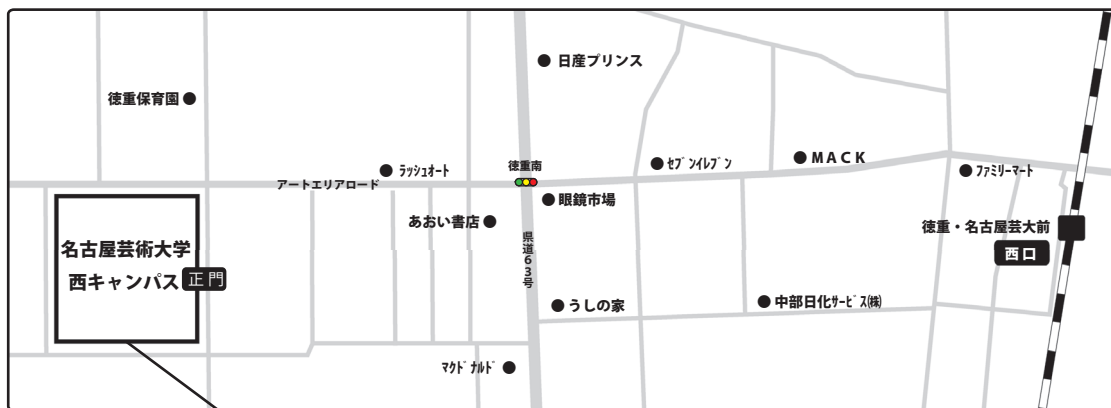 日産プリンス
徳重保育園
徳重南
ラッシュオート
ｾﾌﾞﾝｲﾚﾌﾞﾝ
MACK
ﾌｧﾐﾘｰﾏｰﾄ
アートエリアロード
眼鏡市場
あおい書店
徳重・名古屋芸大前
西口
県道63号
名古屋芸術大学
西キャンパス
正門
うしの家
中部日化ｻｰﾋﾞｽ㈱
ﾏｸﾄﾞﾅﾙﾄﾞ